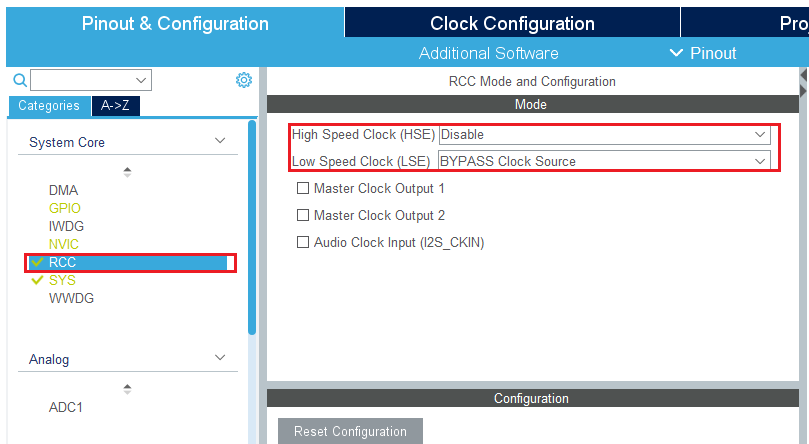 Pinout & Configuration
Clock Configuration
Pro
Additional Software
Pinout
Categories
A->Z
System Core
DMA
GPIO
IWDG
NVIC
RCC
SYS
WWDG
Analog
ADC1
RCC Mode and Configuration
Mode
High Speed Clock (HSE) Disable
Low Speed Clock (LSE) BYPASS Clock Source
Master Clock Output 1
Master Clock Output 2
Audio Clock Input (I2S_CKIN)
Configuration
Reset Configuration